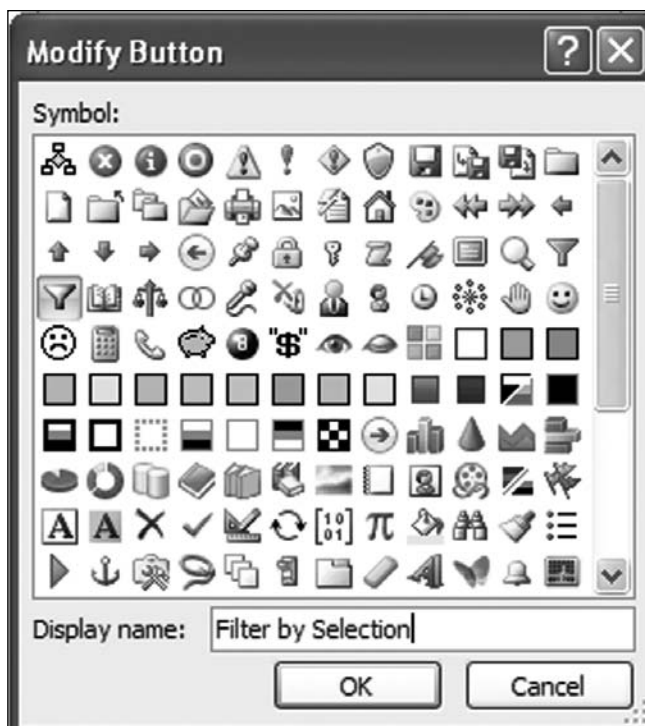 Modify Button
Symbol:
"$"
A A [10 01] π
Display name: Filter by Selection
OK Cancel